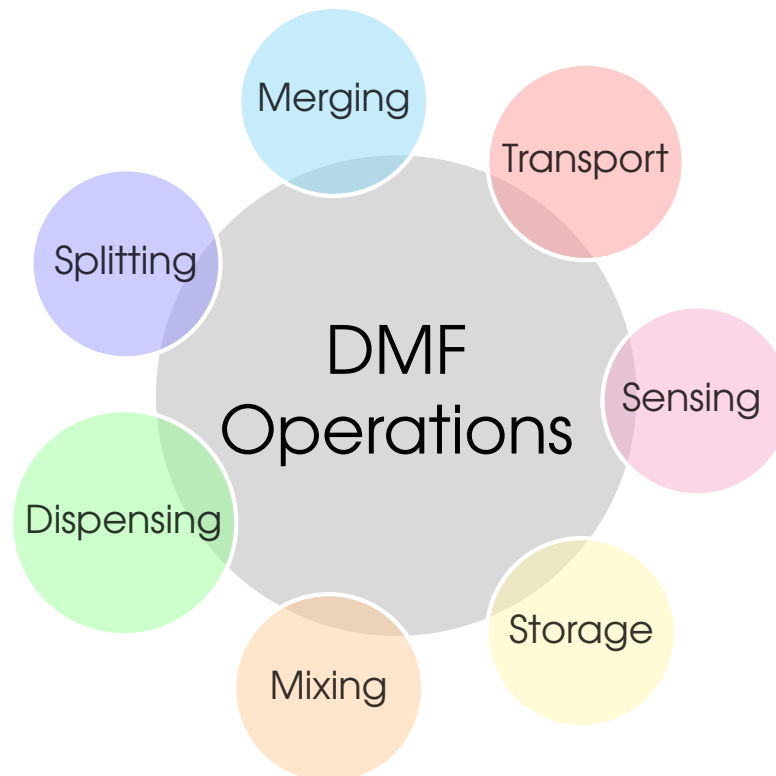 Merging
Transport
Splitting
DMF
Operations
Sensing
Dispensing
Storage
Mixing